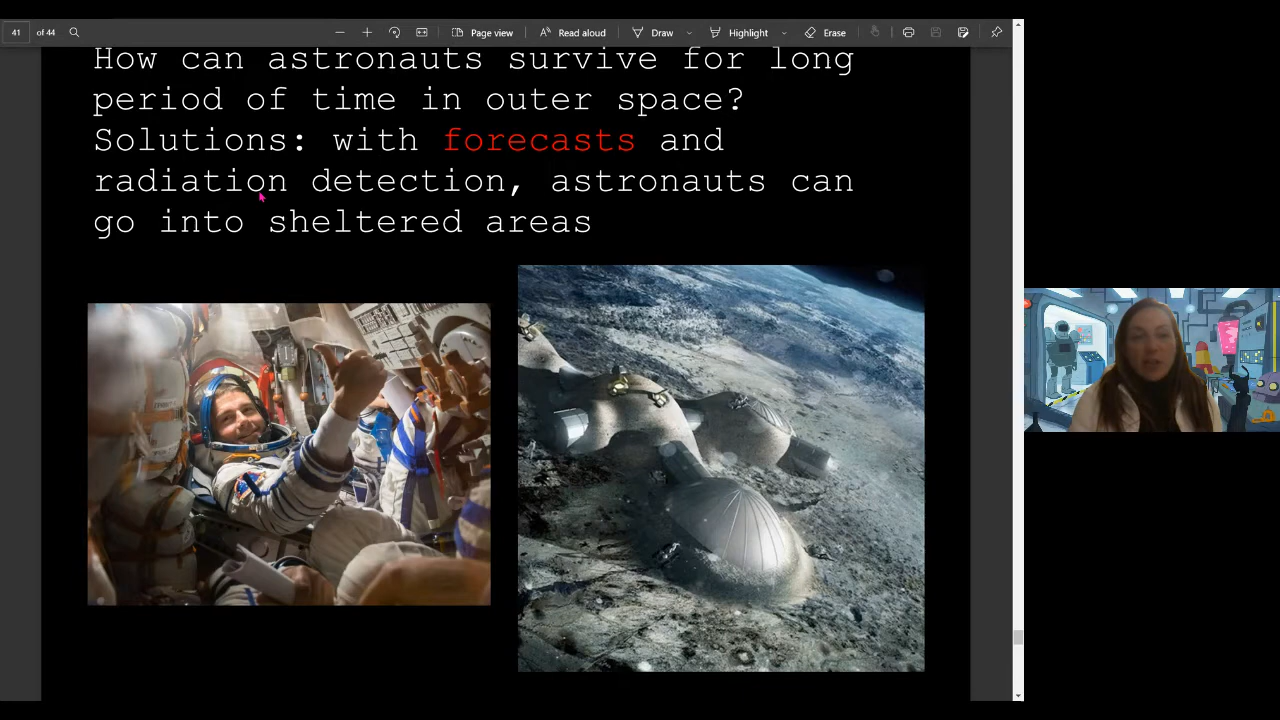 41 of 44
Page view
Read aloud
Draw
Highlight
Erase
How can astronauts survive for long
period of time in outer space?
Solutions: with forecasts and
radiation detection, astronauts can
go into sheltered areas